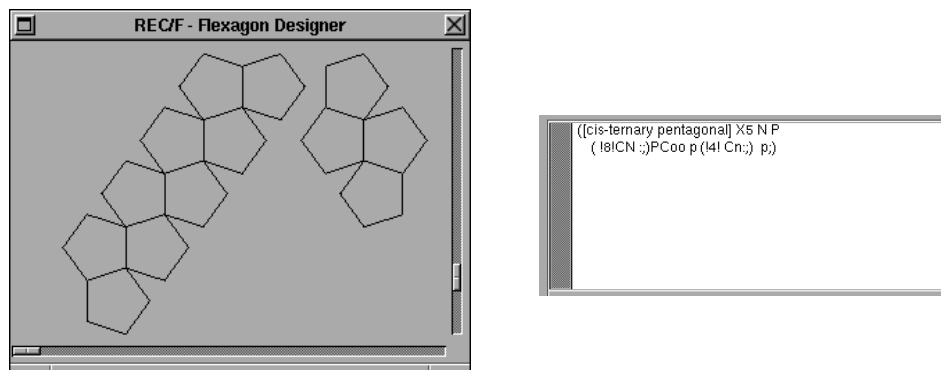 REC/F - Flexagon Designer
([cis-ternary pentagonal] X5 N P
( !8!CN :;)PCoo p (!4! Cn:;) p;)